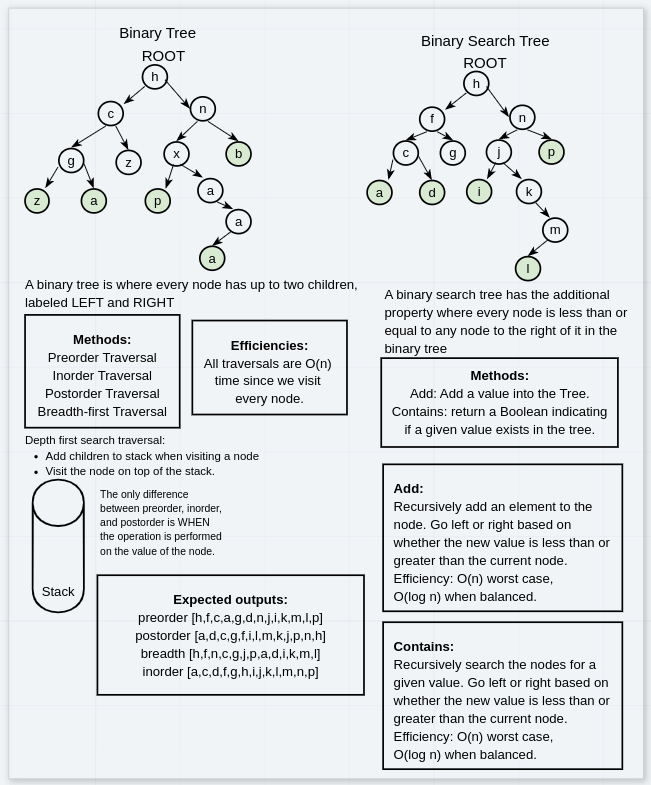 Binary Tree
ROOT
h
c
n
g
z
x
b
z
a
p
a
a
a
A binary tree is where every node has up to two children,
labeled LEFT and RIGHT
Methods:
Preorder Traversal
Inorder Traversal
Postorder Traversal
Breadth-first Traversal
Efficiencies:
All traversals are O(n)
time since we visit
every node.
Depth first search traversal:
• Add children to stack when visiting a node
• Visit the node on top of the stack.
Stack
The only difference
between preorder, inorder,
and postorder is WHEN
the operation is performed
on the value of the node.
Expected outputs:
preorder [h,f,c,a,g,d,n,j,i,k,m,l,p]
postorder [a,d,c,g,f,i,l,m,k,j,p,n,h]
breadth [h,f,n,c,g,j,p,a,d,i,k,m,l]
inorder [a,c,d,f,g,h,i,j,k,l,m,n,p]
Binary Search Tree
ROOT
h
f
n
c
g
j
p
a
d
i
k
m
l
A binary search tree has the additional
property where every node is less than or
equal to any node to the right of it in the
binary tree
Methods:
Add: Add a value into the Tree.
Contains: return a Boolean indicating
if a given value exists in the tree.
Add:
Recursively add an element to the
node. Go left or right based on
whether the new value is less than or
greater than the current node.
Efficiency: O(n) worst case,
O(log n) when balanced.
Contains:
Recursively search the nodes for a
given value. Go left or right based on
whether the new value is less than or
greater than the current node.
Efficiency: O(n) worst case,
O(log n) when balanced.